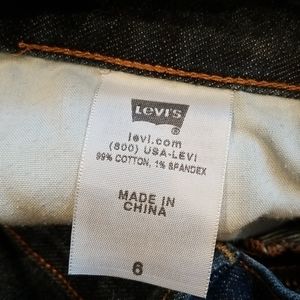 LEVI'S
levi.com
(800) USA-LEVI
99% COTTON, 1% SPANDEX
MADE IN
CHINA
6